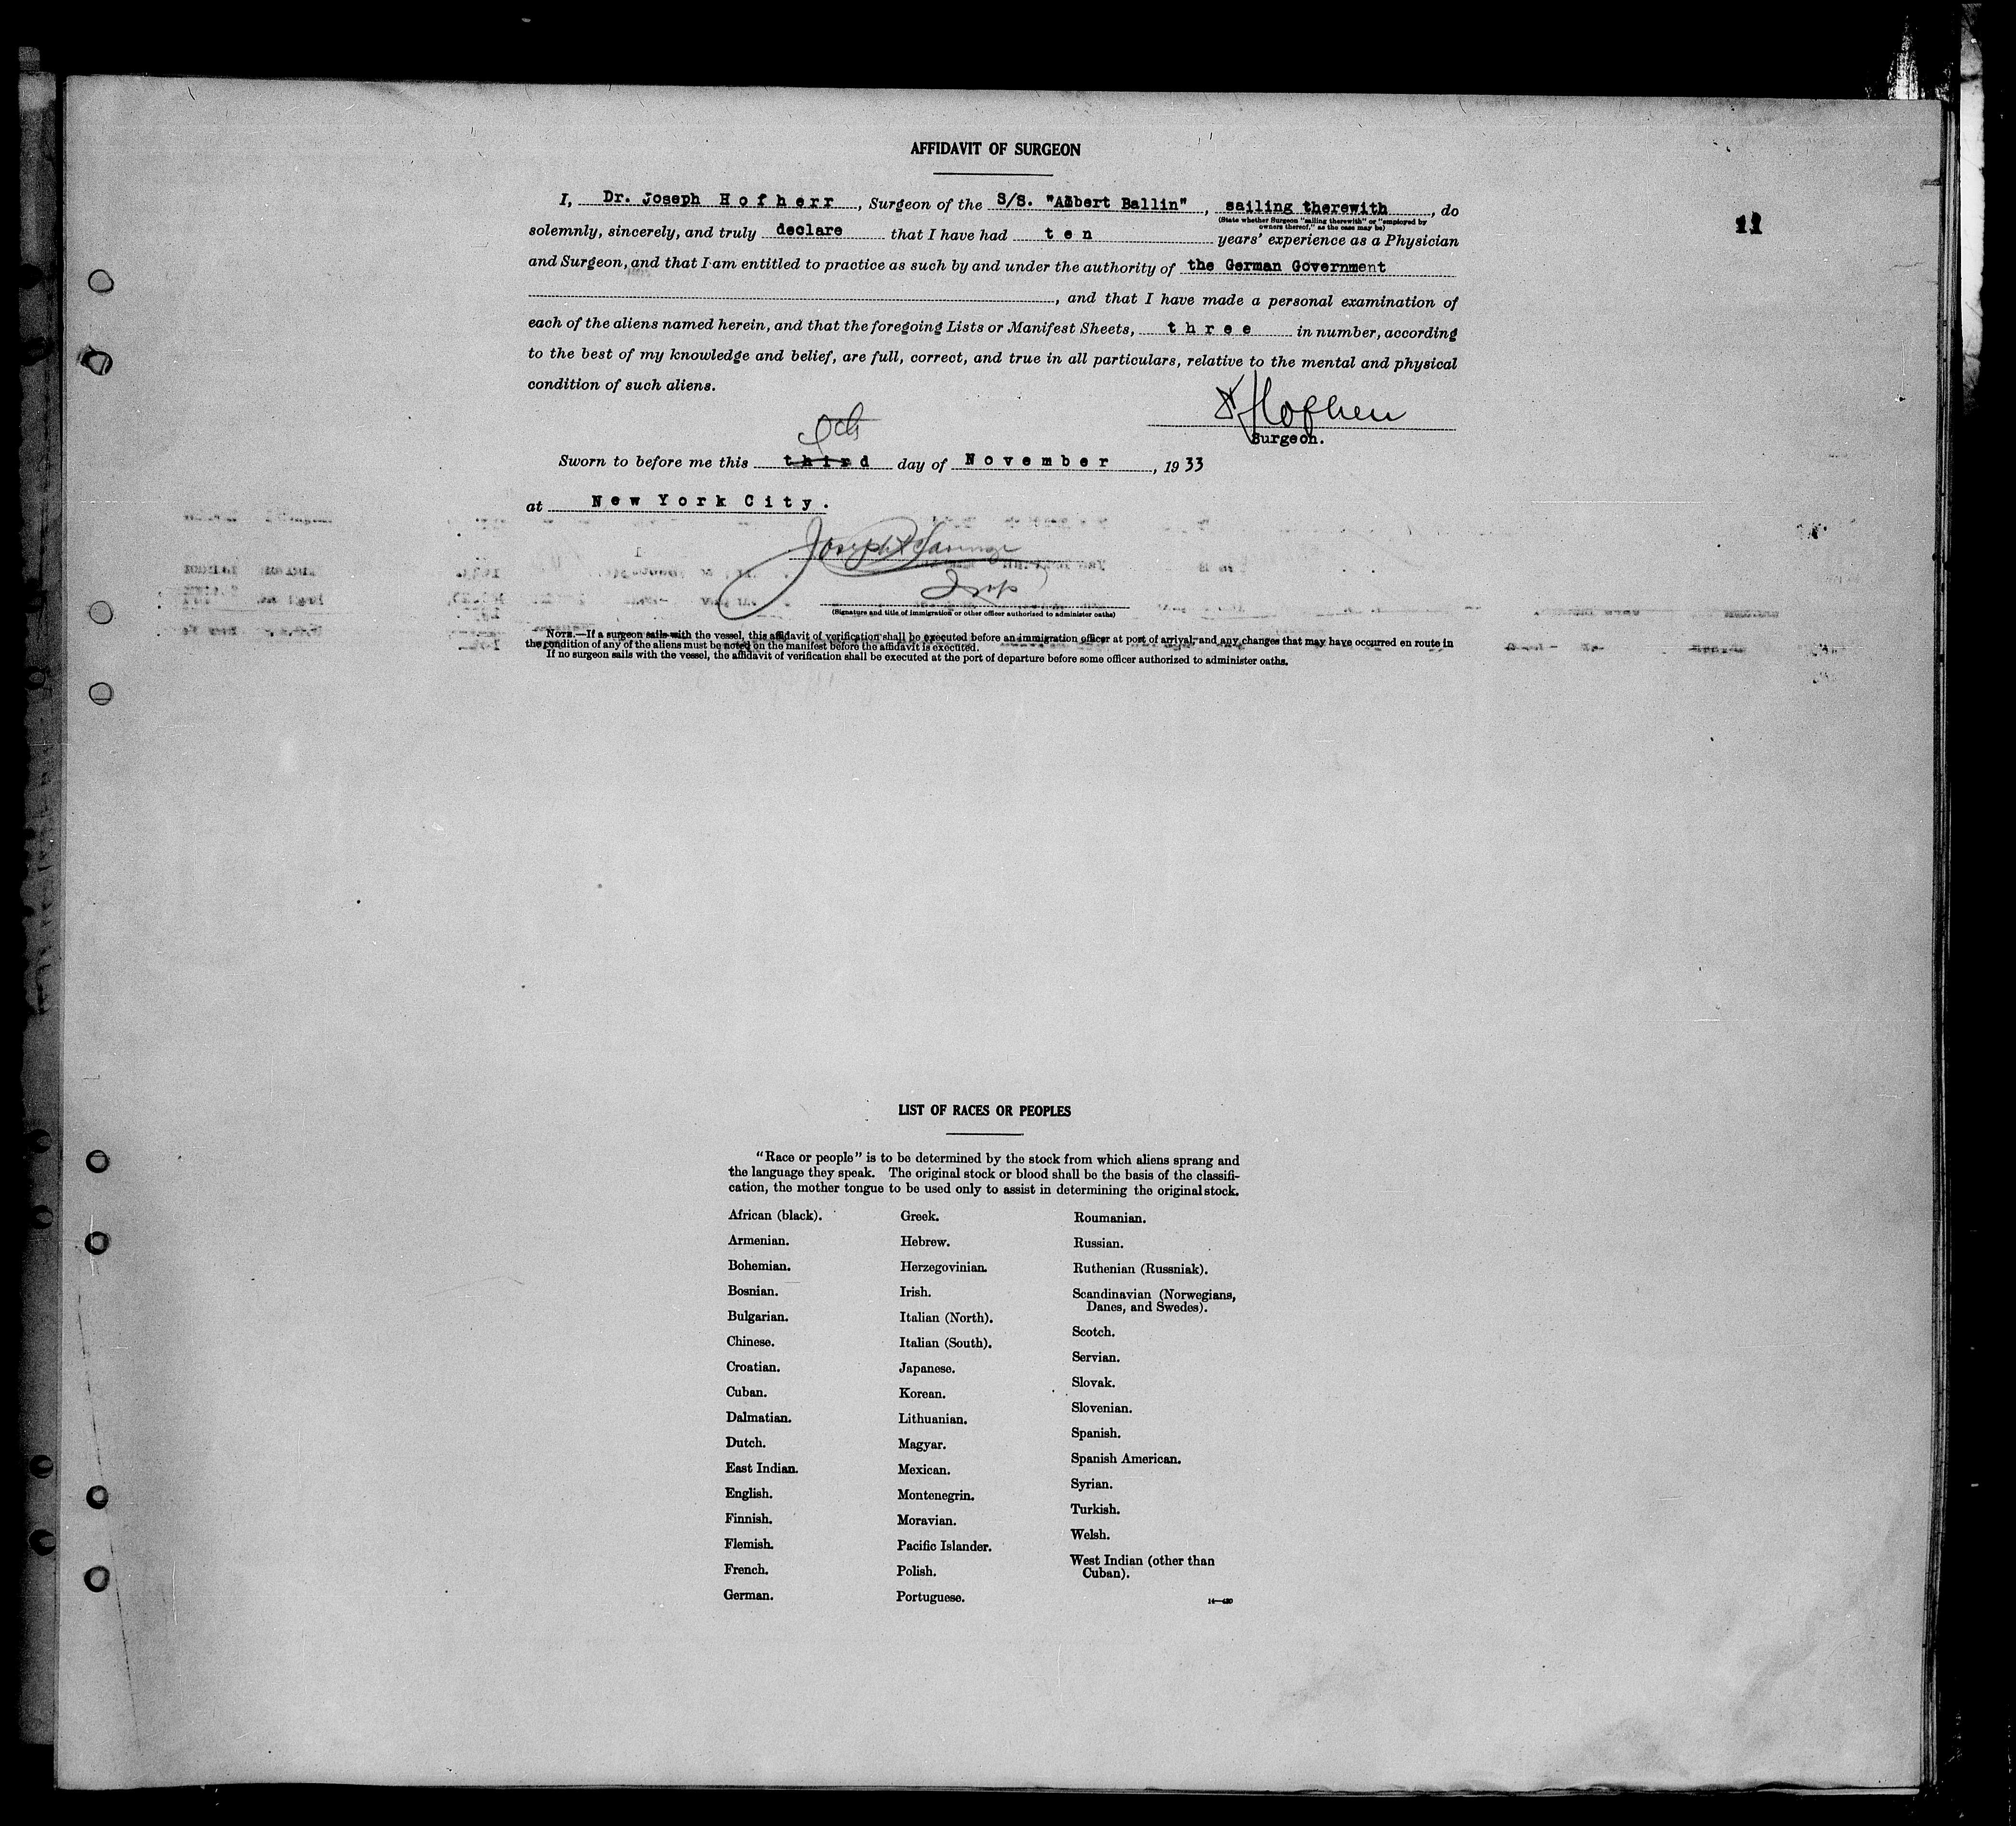 AFFIDAVIT OF SURGEON
I, Dr. Joseph Hofherr, Surgeon of the S/S. "Albert Ballin", sailing therewith, do
(State whether Surgeon "sailing therewith" or "employed by owners thereof," as the case may be)
11
solemnly, sincerely, and truly declare that I have had ten years' experience as a Physician
and Surgeon, and that I am entitled to practice as such by and under the authority of the German Government
, and that I have made a personal examination of
each of the aliens named herein, and that the foregoing Lists or Manifest Sheets, three in number, according
to the best of my knowledge and belief, are full, correct, and true in all particulars, relative to the mental and physical
condition of such aliens.
Hofherr
Surgeon.
Sworn to before me this third day of November, 1933
at New York City.
Insp
(Signature and title of immigration or other officer authorized to administer oaths)
NOTE.—If a surgeon sails with the vessel, this affidavit of verification shall be executed before an immigration officer at port of arrival, and any changes that may have occurred en route in
the condition of any of the aliens must be noted on the manifest before the affidavit is executed.
If no surgeon sails with the vessel, the affidavit of verification shall be executed at the port of departure before some officer authorized to administer oaths.
LIST OF RACES OR PEOPLES
"Race or people" is to be determined by the stock from which aliens sprang and
the language they speak. The original stock or blood shall be the basis of the classifi-
cation, the mother tongue to be used only to assist in determining the original stock.
African (black).
Armenian.
Bohemian.
Bosnian.
Bulgarian.
Chinese.
Croatian.
Cuban.
Dalmatian.
Dutch.
East Indian.
English.
Finnish.
Flemish.
French.
German.
Greek.
Hebrew.
Herzegovinian.
Irish.
Italian (North).
Italian (South).
Japanese.
Korean.
Lithuanian.
Magyar.
Mexican.
Montenegrin.
Moravian.
Pacific Islander.
Polish.
Portuguese.
Roumanian.
Russian.
Ruthenian (Russniak).
Scandinavian (Norwegians,
Danes, and Swedes).
Scotch.
Servian.
Slovak.
Slovenian.
Spanish.
Spanish American.
Syrian.
Turkish.
Welsh.
West Indian (other than
Cuban).
14—430